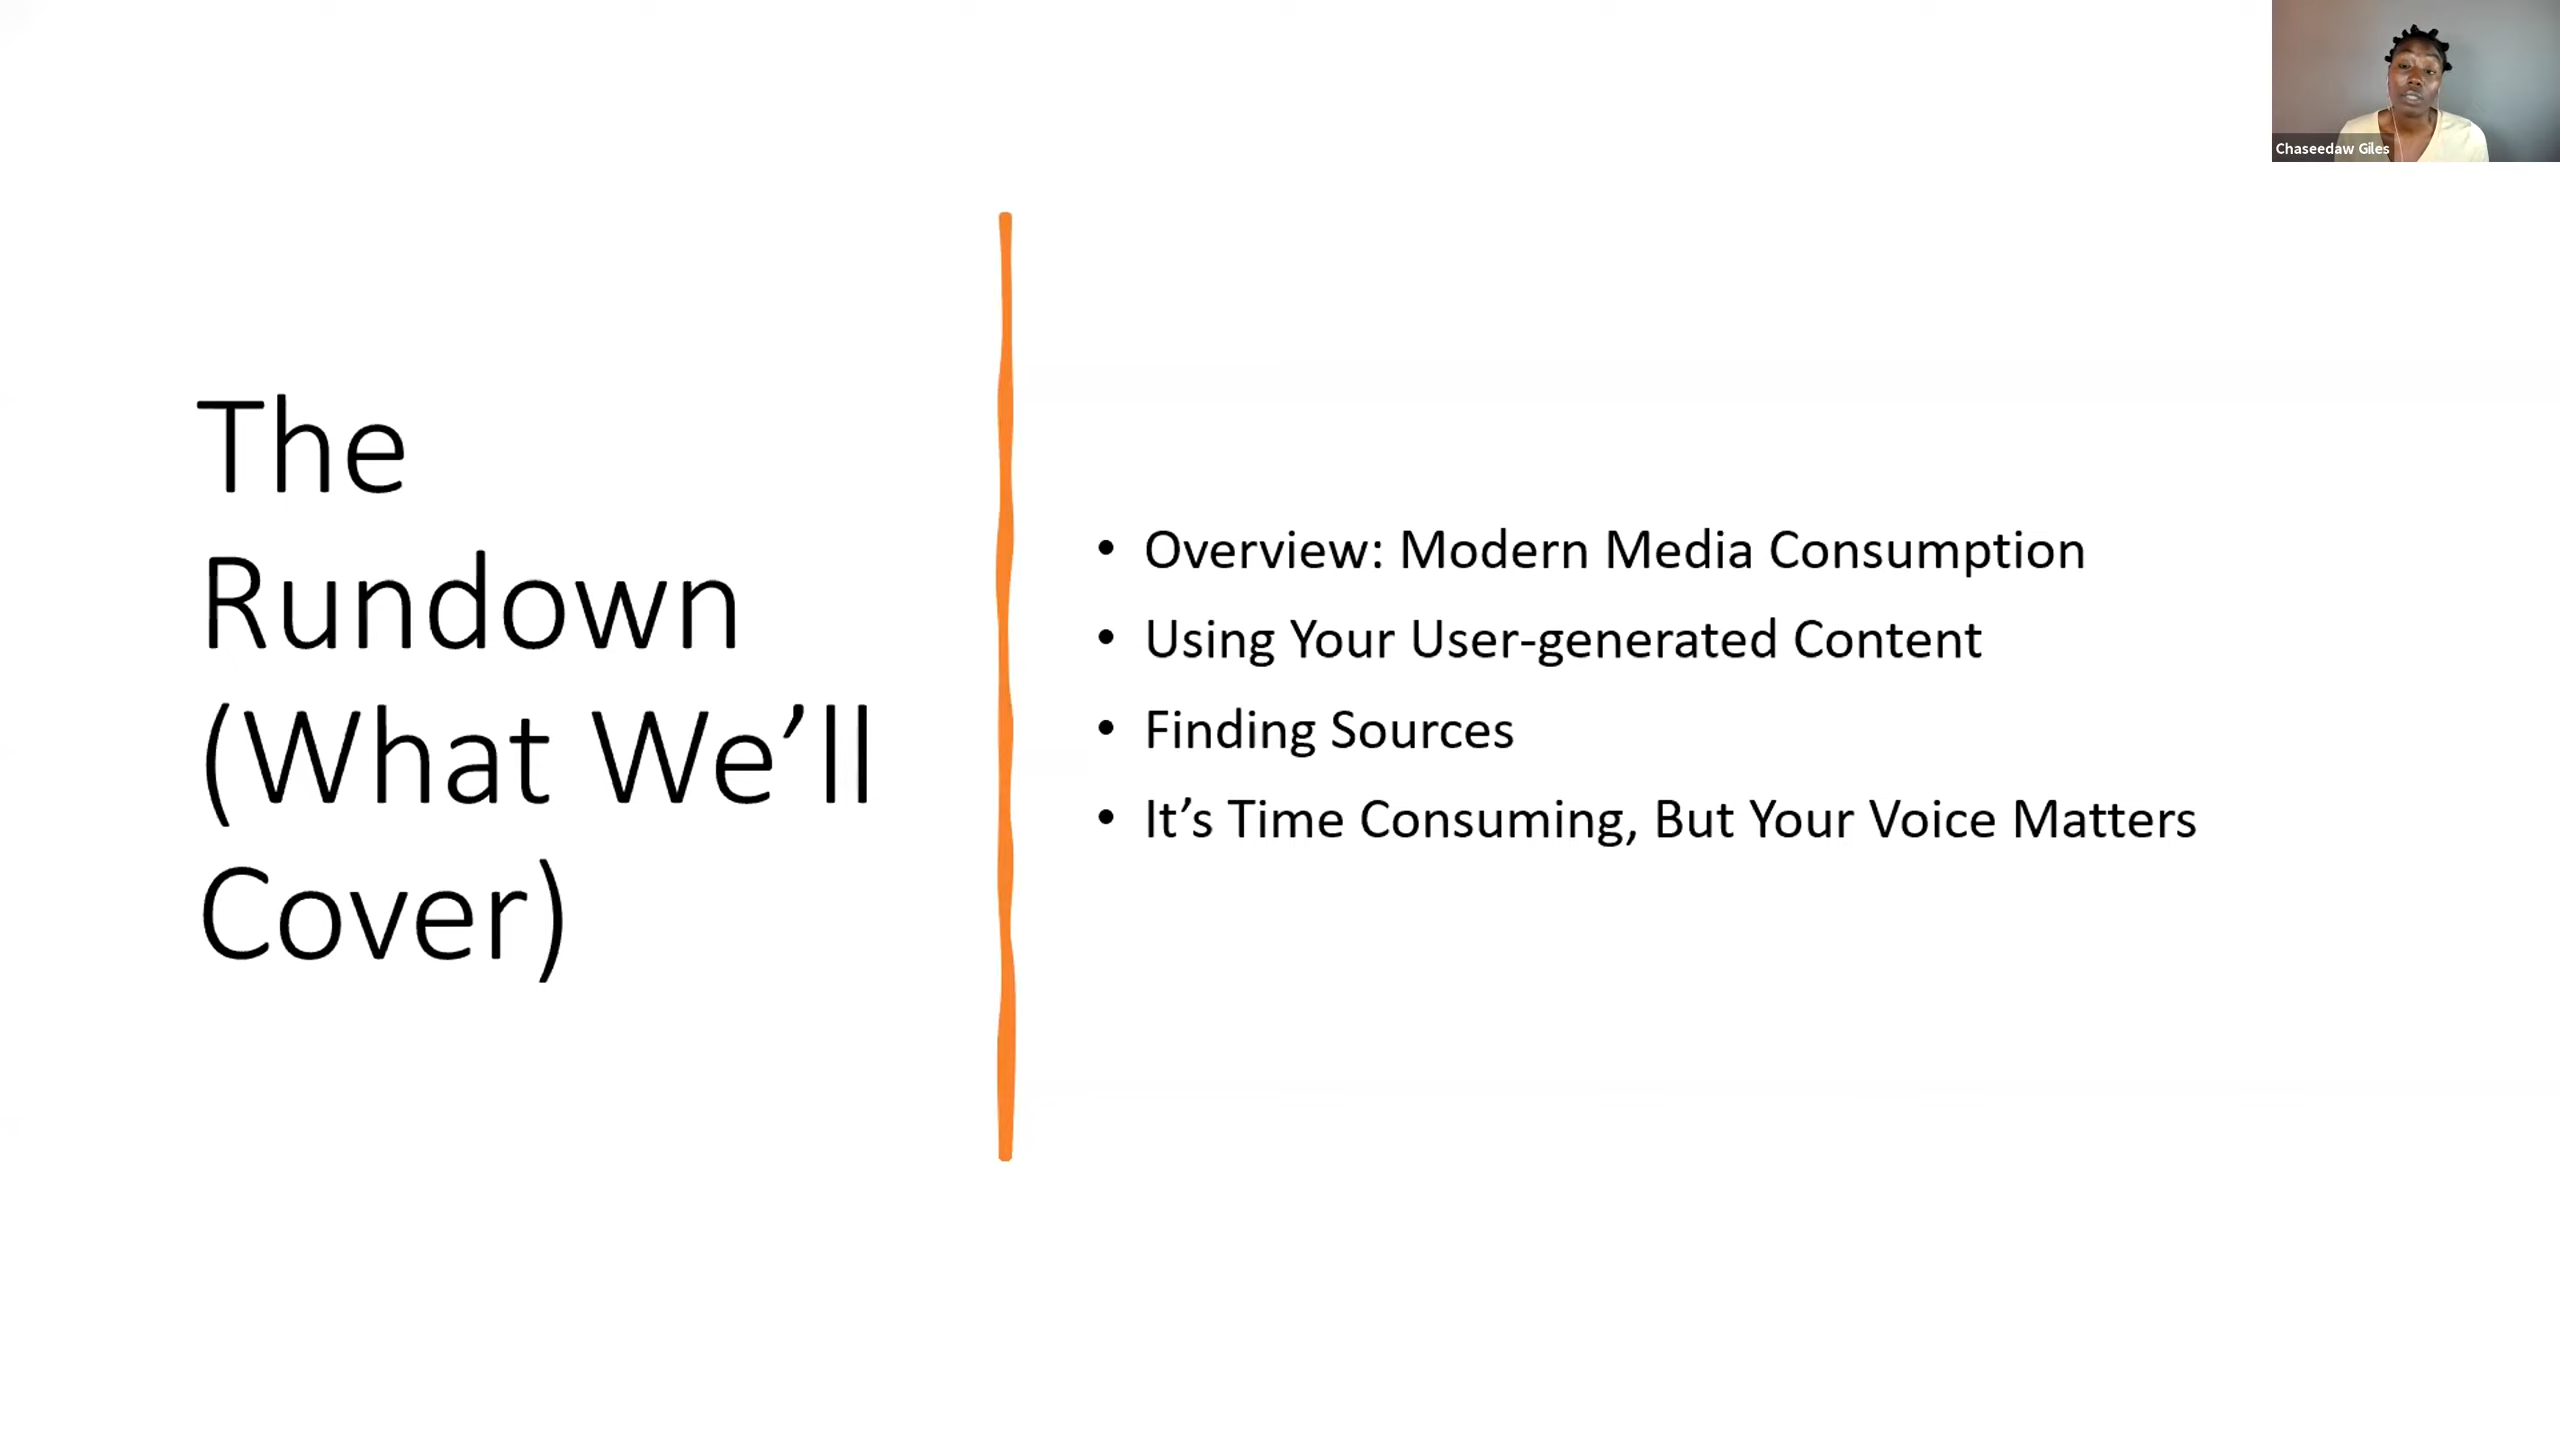 The
Rundown
(What We’ll
Cover)
• Overview: Modern Media Consumption
• Using Your User-generated Content
• Finding Sources
• It’s Time Consuming, But Your Voice Matters
Chaseedaw Giles